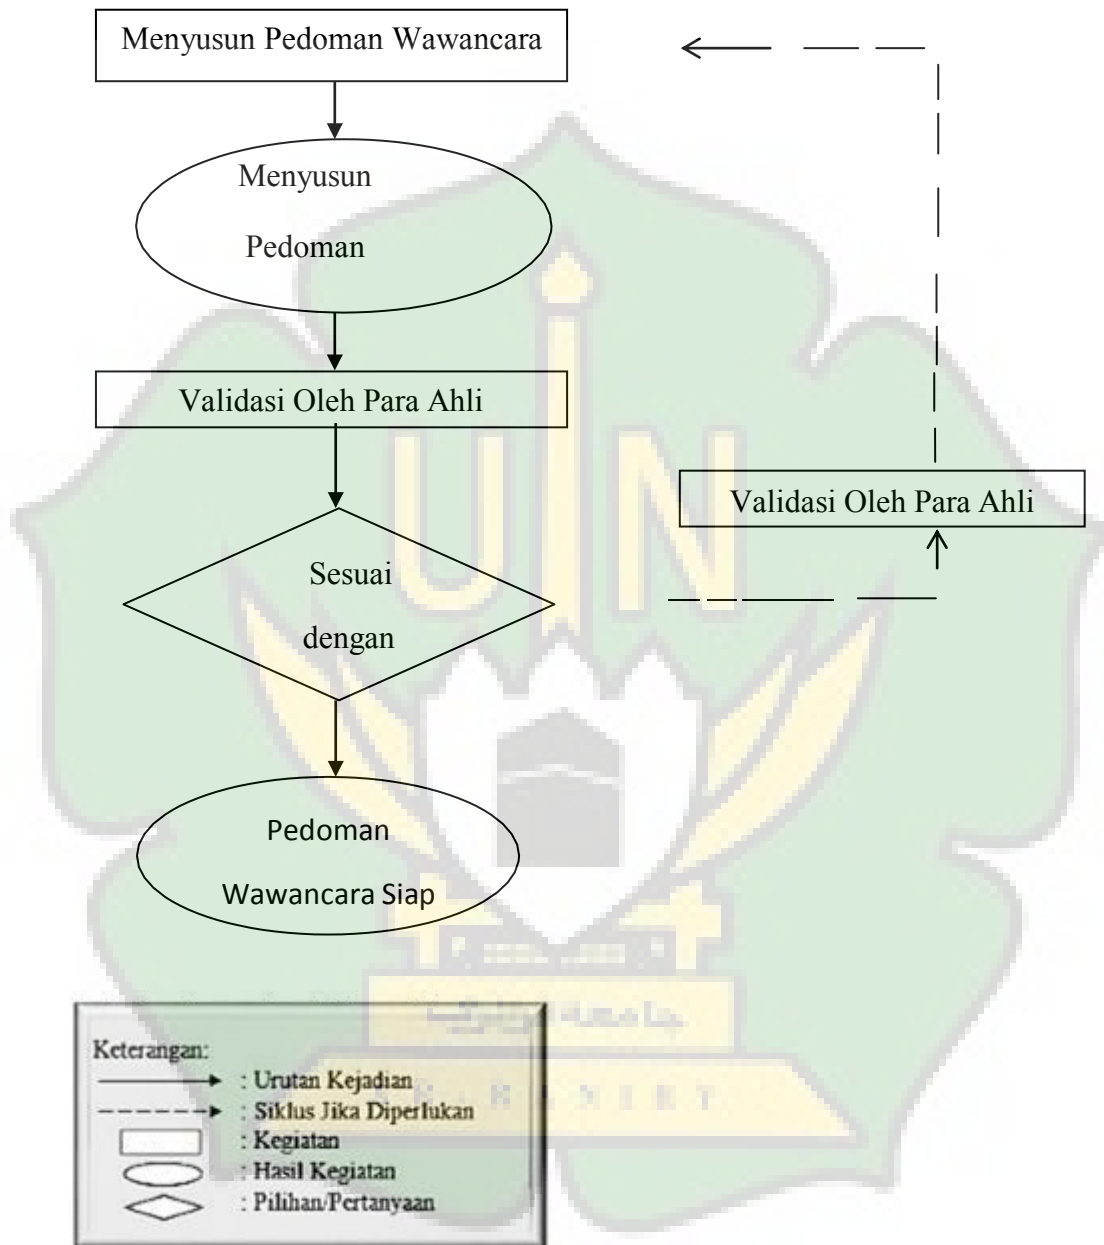 Menyusun Pedoman Wawancara
Menyusun
Pedoman
Validasi Oleh Para Ahli
Sesuai
dengan
Validasi Oleh Para Ahli
Pedoman
Wawancara Siap
UIN
Keterangan:
: Urutan Kejadian
: Siklus Jika Diperlukan
: Kegiatan
: Hasil Kegiatan
: Pilihan/Pertanyaan